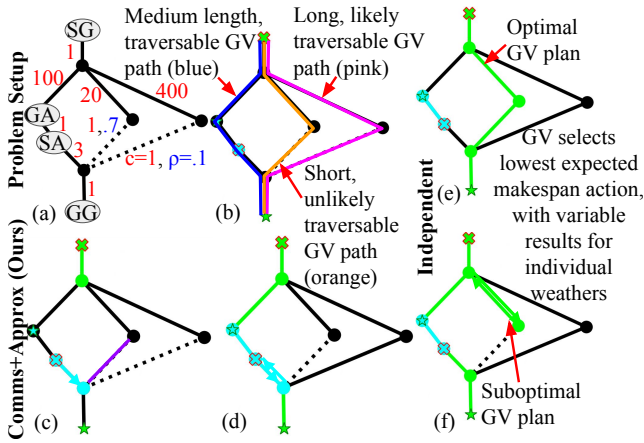 Problem Setup
SG
1
100
20
400
GA
1
SA
1,.7
3
c=1, ρ=.1
1
(a)
GG
Medium length,
traversable GV
path (blue)
Long, likely
traversable GV
path (pink)
(b)
Short,
unlikely
traversable
GV path
(orange)
Optimal
GV plan
(e)
Independent
GV selects
lowest expected
makespan action,
with variable
results for
individual
weathers
Comms+Approx (Ours)
(c)
(d)
Suboptimal
GV plan
(f)